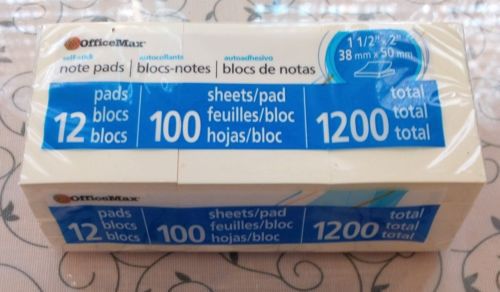 OfficeMax
self-stick | autocollants | autoadhesivo
note pads | blocs-notes | blocs de notas
1 1/2" x 2"
38 mm x 50 mm
12 pads blocs blocs
100 sheets/pad feuilles/bloc hojas/bloc
1200 total total total
OfficeMax
12 pads blocs blocs
100 sheets/pad feuilles/bloc hojas/bloc
1200 total total total